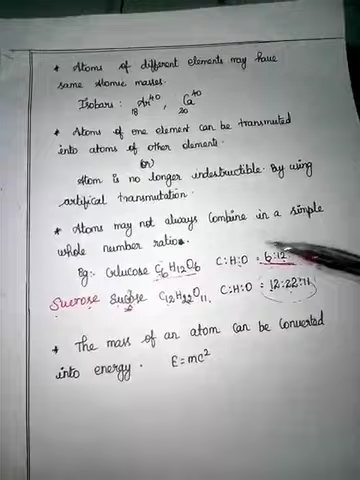 * Atoms of different elements may have
same atomic masses.
Isobars : ₁₈Ar⁴⁰, ₂₀Ca⁴⁰
* Atoms of one element can be transmuted
into atoms of other elements.
(or)
Atom is no longer indestructible. By using
artifical transmutation.
* Atoms may not always combine in a simple
whole number ratio.
Eg:- Glucose C₆H₁₂O₆ C:H:O = 6:12
Sucrose Sucrose C₁₂H₂₂O₁₁ C:H:O = 12:22:11
* The mass of an atom can be converted
into energy. E=mc²